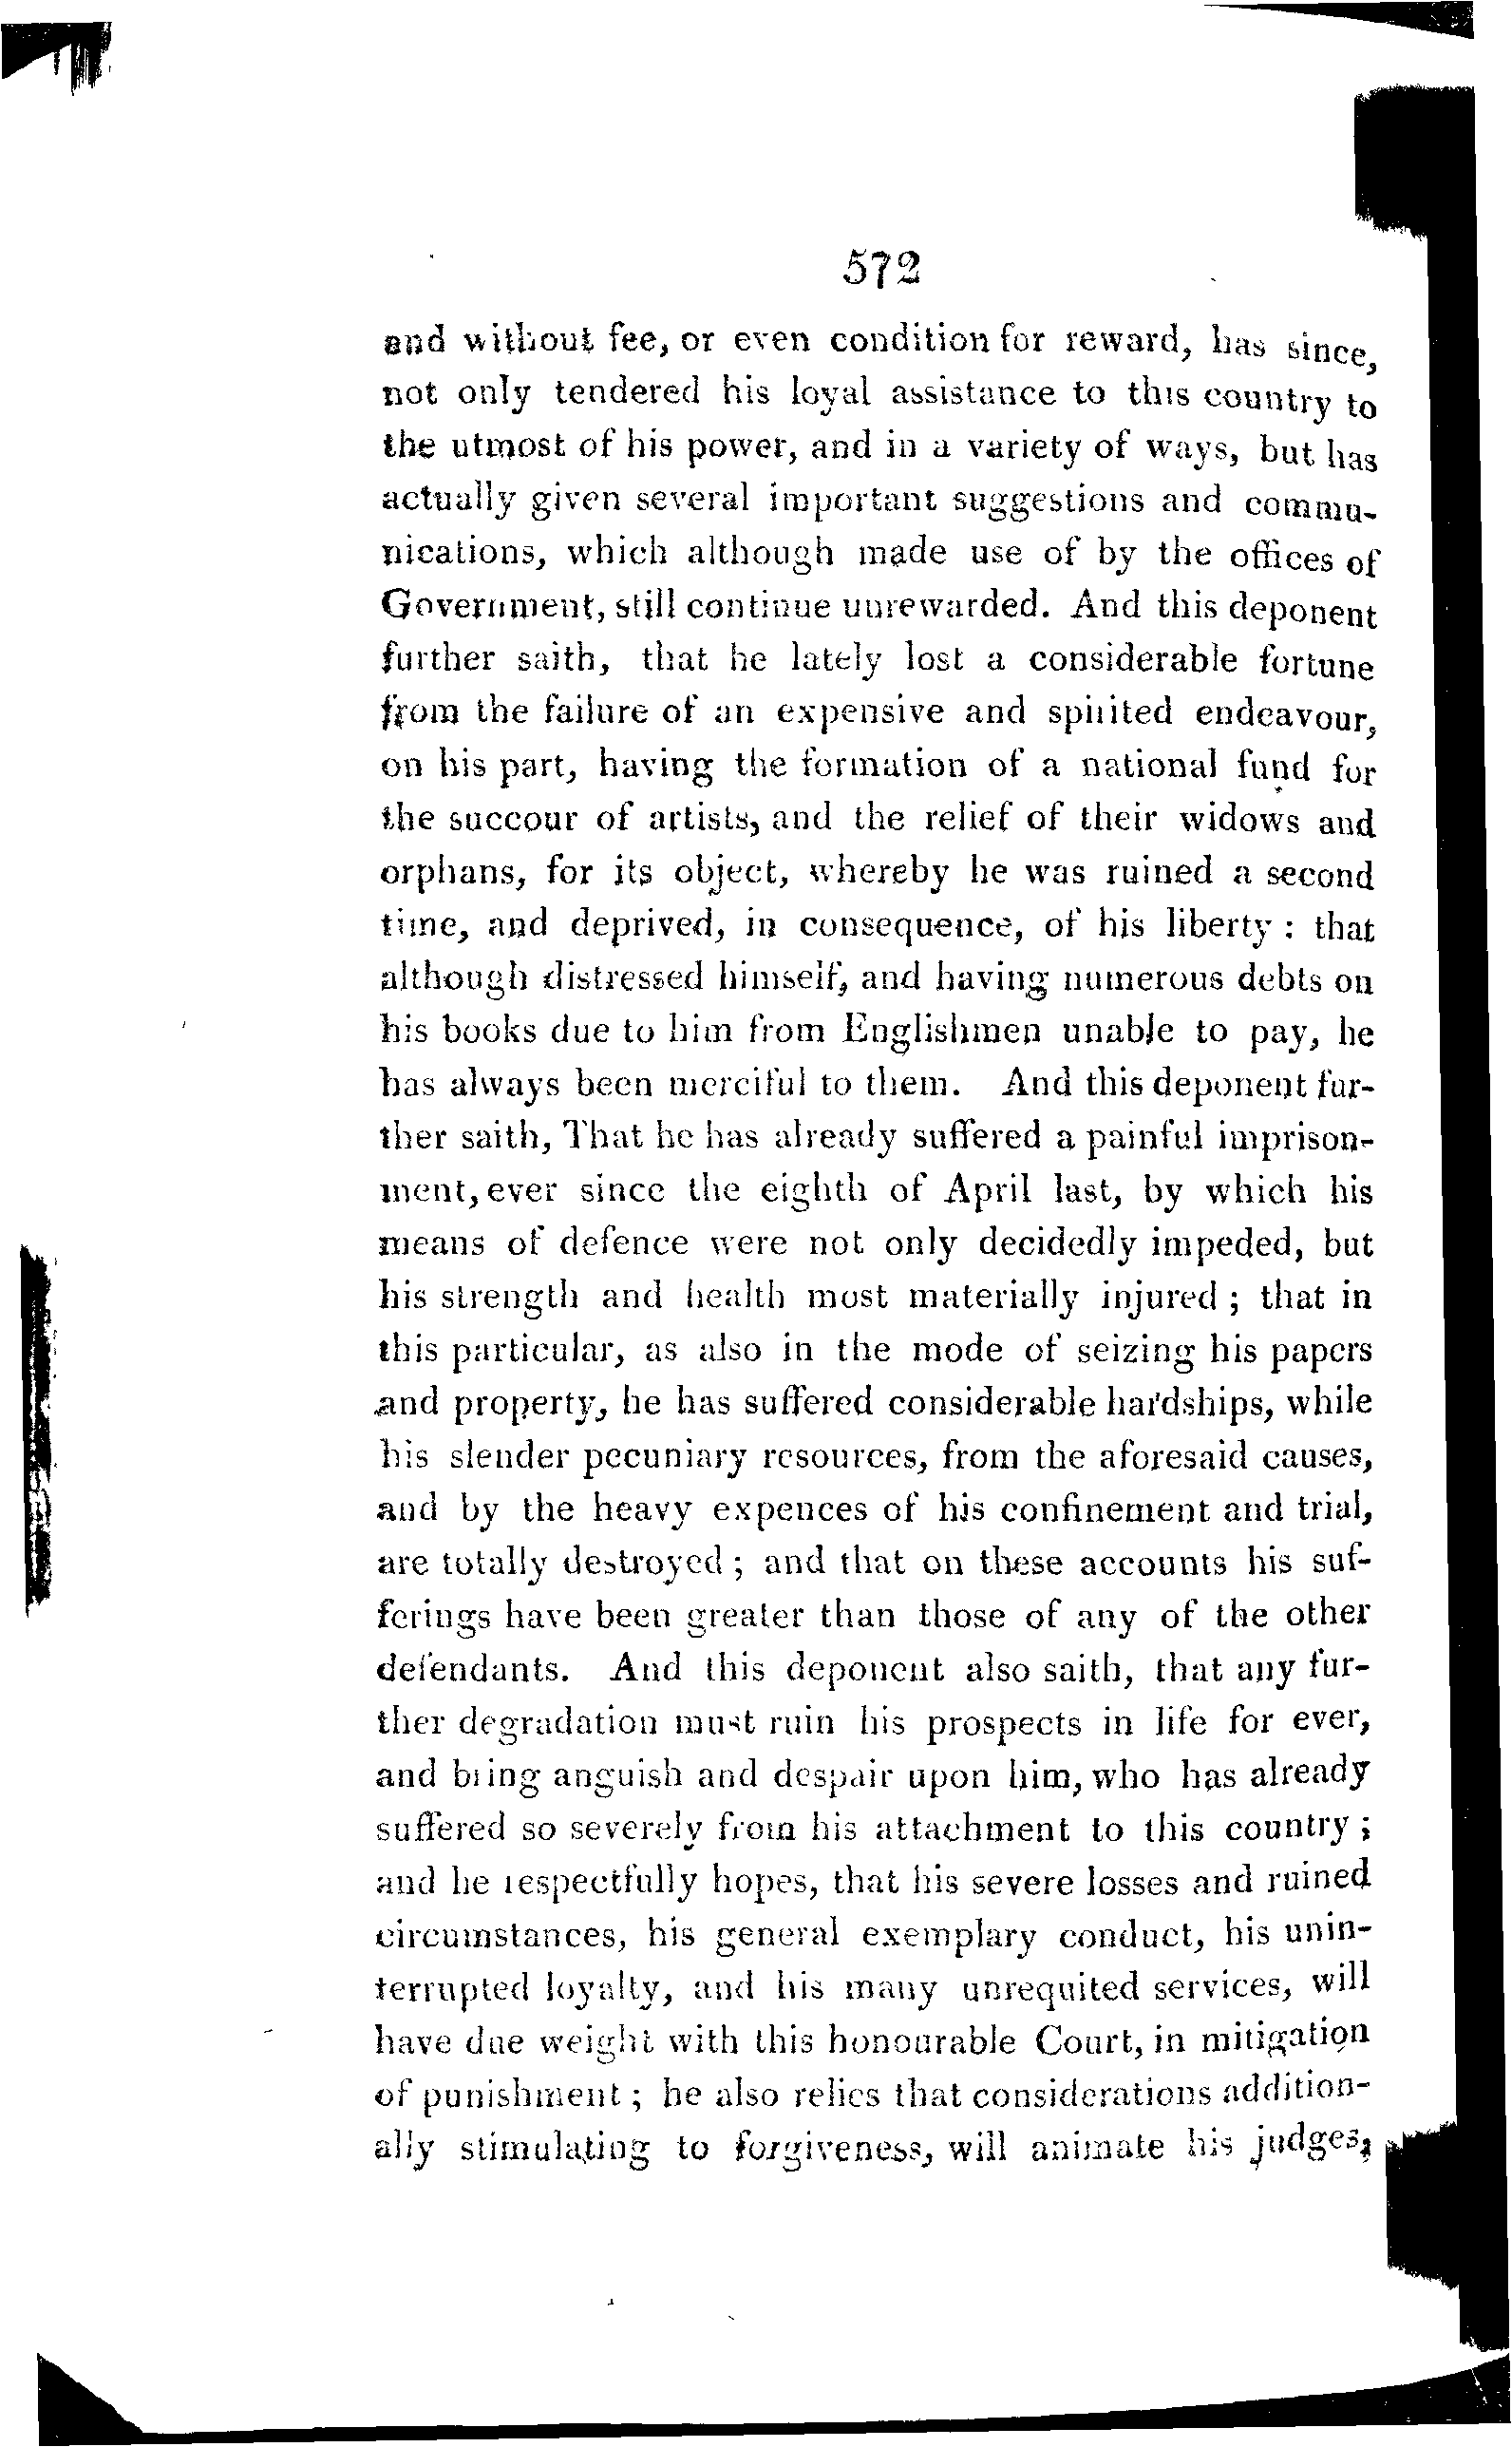 572
and without fee, or even condition for reward, has since,
not only tendered his loyal assistance to this country to
the utmost of his power, and in a variety of ways, but has
actually given several important suggestions and commu-
nications, which although made use of by the offices of
Government, still continue unrewarded. And this deponent
further saith, that he lately lost a considerable fortune
from the failure of an expensive and spirited endeavour,
on his part, having the formation of a national fund for
the succour of artists, and the relief of their widows and
orphans, for its object, whereby he was ruined a second
time, and deprived, in consequence, of his liberty : that
although distressed himself, and having numerous debts on
his books due to him from Englishmen unable to pay, he
has always been merciful to them. And this deponent fur-
ther saith, That he has already suffered a painful imprison-
ment, ever since the eighth of April last, by which his
means of defence were not only decidedly impeded, but
his strength and health most materially injured ; that in
this particular, as also in the mode of seizing his papers
and property, he has suffered considerable hardships, while
his slender pecuniary resources, from the aforesaid causes,
and by the heavy expences of his confinement and trial,
are totally destroyed ; and that on these accounts his suf-
ferings have been greater than those of any of the other
defendants. And this deponent also saith, that any fur-
ther degradation must ruin his prospects in life for ever,
and bring anguish and despair upon him, who has already
suffered so severely from his attachment to this country ;
and he respectfully hopes, that his severe losses and ruined
circumstances, his general exemplary conduct, his unin-
terrupted loyalty, and his many unrequited services, will
have due weight with this honourable Court, in mitigation
of punishment ; he also relies that considerations addition-
ally stimulating to forgiveness, will animate his judges,